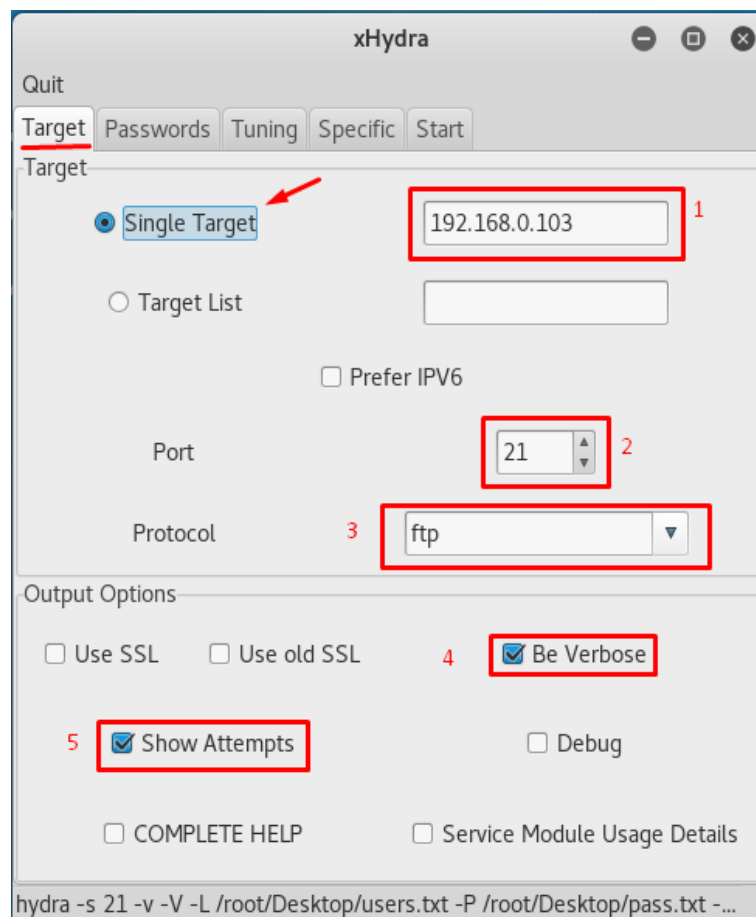 xHydra
Quit
Target Passwords Tuning Specific Start
Target
Single Target 192.168.0.103 1
Target List
Prefer IPV6
Port 21 2
Protocol 3 ftp
Output Options
Use SSL Use old SSL 4 Be Verbose
5 Show Attempts Debug
COMPLETE HELP Service Module Usage Details
hydra -s 21 -v -V -L /root/Desktop/users.txt -P /root/Desktop/pass.txt -...